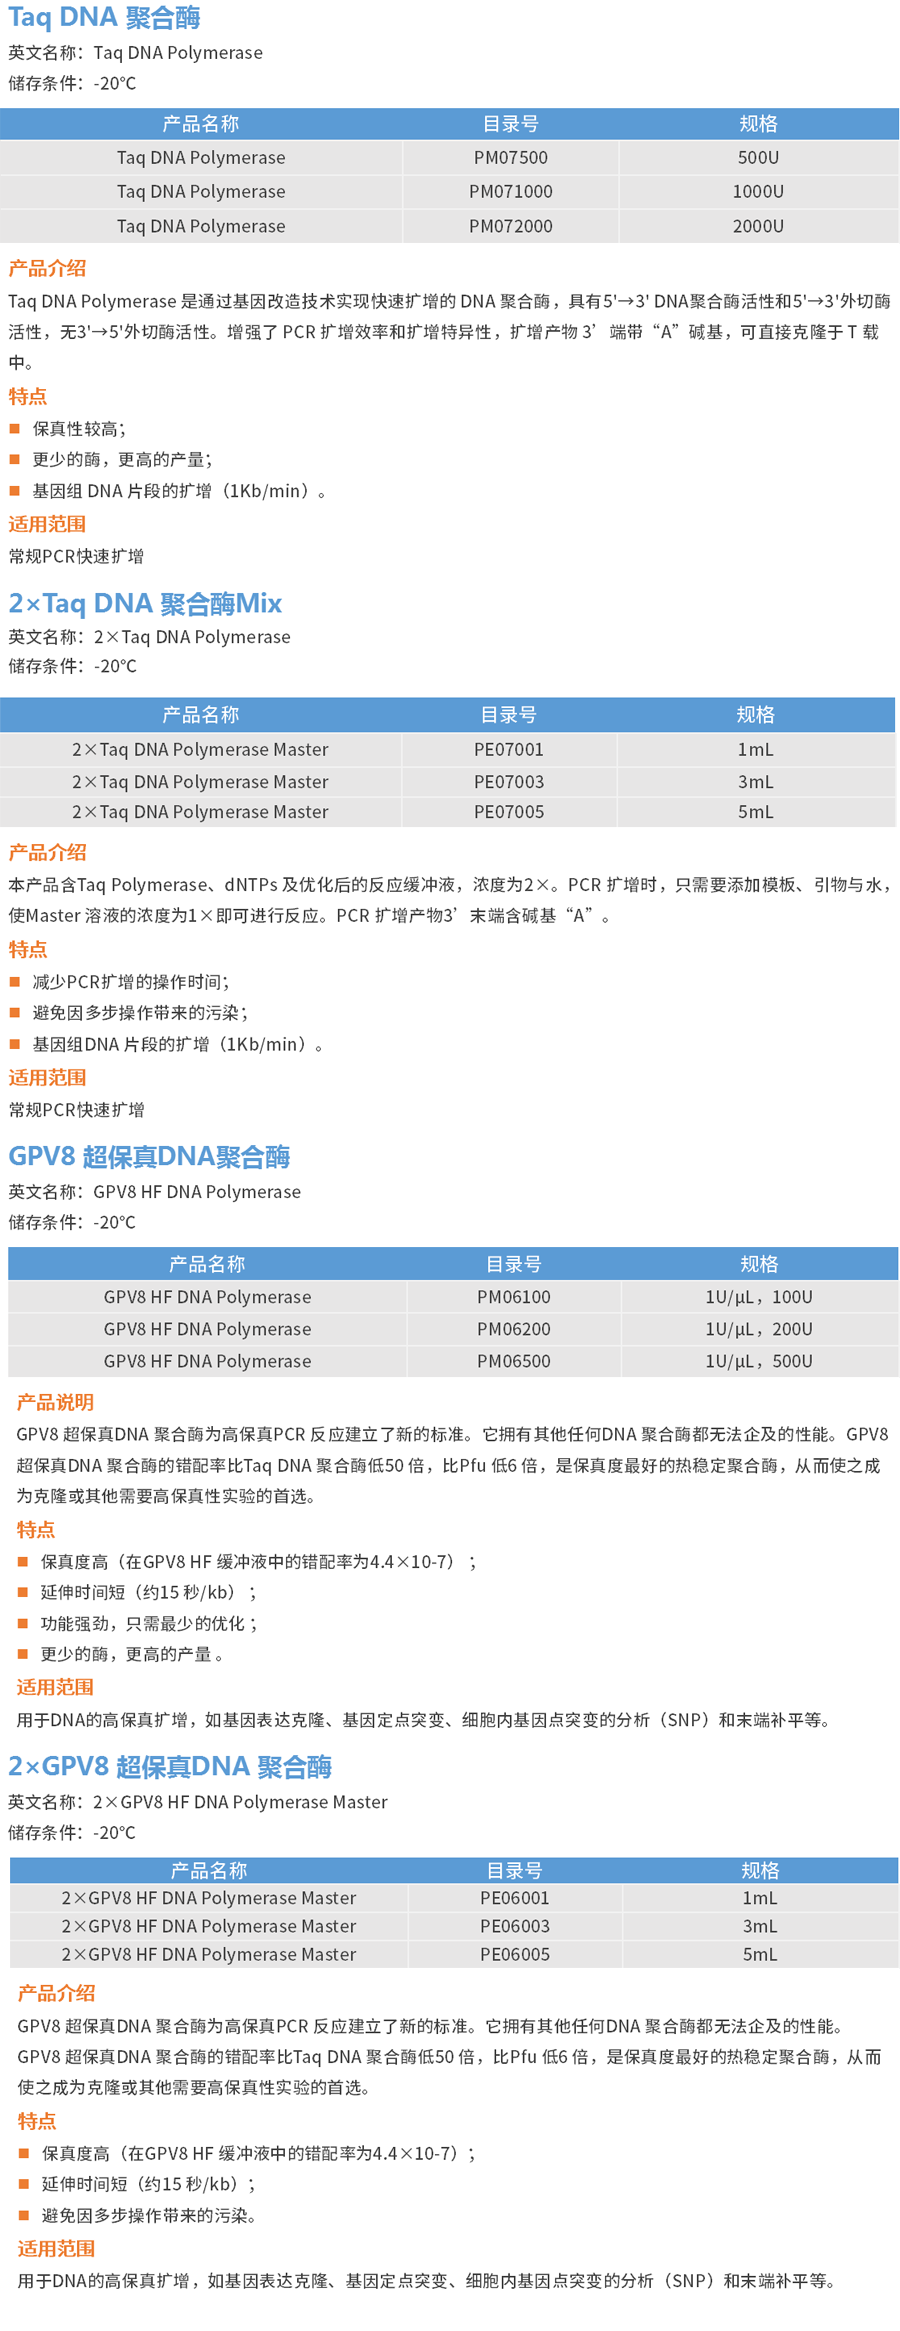 Taq DNA 聚合酶
英文名称：Taq DNA Polymerase
储存条件：-20℃
产品名称 目录号 规格
Taq DNA Polymerase PM07500 500U
Taq DNA Polymerase PM071000 1000U
Taq DNA Polymerase PM072000 2000U
产品介绍
Taq DNA Polymerase 是通过基因改造技术实现快速扩增的 DNA 聚合酶，具有5'→3' DNA聚合酶活性和5'→3'外切酶
活性，无3'→5'外切酶活性。增强了 PCR 扩增效率和扩增特异性，扩增产物 3’端带“A”碱基，可直接克隆于 T 载
中。
特点
■ 保真性较高；
■ 更少的酶，更高的产量；
■ 基因组 DNA 片段的扩增（1Kb/min）。
适用范围
常规PCR快速扩增
2×Taq DNA 聚合酶Mix
英文名称：2×Taq DNA Polymerase
储存条件：-20℃
产品名称 目录号 规格
2×Taq DNA Polymerase Master PE07001 1mL
2×Taq DNA Polymerase Master PE07003 3mL
2×Taq DNA Polymerase Master PE07005 5mL
产品介绍
本产品含Taq Polymerase、dNTPs 及优化后的反应缓冲液，浓度为2×。PCR 扩增时，只需要添加模板、引物与水，
使Master 溶液的浓度为1×即可进行反应。PCR 扩增产物3’末端含碱基“A”。
特点
■ 减少PCR扩增的操作时间；
■ 避免因多步操作带来的污染；
■ 基因组DNA 片段的扩增（1Kb/min）。
适用范围
常规PCR快速扩增
GPV8 超保真DNA聚合酶
英文名称：GPV8 HF DNA Polymerase
储存条件：-20℃
产品名称 目录号 规格
GPV8 HF DNA Polymerase PM06100 1U/μL，100U
GPV8 HF DNA Polymerase PM06200 1U/μL，200U
GPV8 HF DNA Polymerase PM06500 1U/μL，500U
产品说明
GPV8 超保真DNA 聚合酶为高保真PCR 反应建立了新的标准。它拥有其他任何DNA 聚合酶都无法企及的性能。GPV8
超保真DNA 聚合酶的错配率比Taq DNA 聚合酶低50 倍，比Pfu 低6 倍，是保真度最好的热稳定聚合酶，从而使之成
为克隆或其他需要高保真性实验的首选。
特点
■ 保真度高（在GPV8 HF 缓冲液中的错配率为4.4×10-7）；
■ 延伸时间短（约15 秒/kb）；
■ 功能强劲，只需最少的优化；
■ 更少的酶，更高的产量 。
适用范围
用于DNA的高保真扩增，如基因表达克隆、基因定点突变、细胞内基因点突变的分析（SNP）和末端补平等。
2×GPV8 超保真DNA 聚合酶
英文名称：2×GPV8 HF DNA Polymerase Master
储存条件：-20℃
产品名称 目录号 规格
2×GPV8 HF DNA Polymerase Master PE06001 1mL
2×GPV8 HF DNA Polymerase Master PE06003 3mL
2×GPV8 HF DNA Polymerase Master PE06005 5mL
产品介绍
GPV8 超保真DNA 聚合酶为高保真PCR 反应建立了新的标准。它拥有其他任何DNA 聚合酶都无法企及的性能。
GPV8 超保真DNA 聚合酶的错配率比Taq DNA 聚合酶低50 倍，比Pfu 低6 倍，是保真度最好的热稳定聚合酶，从而
使之成为克隆或其他需要高保真性实验的首选。
特点
■ 保真度高（在GPV8 HF 缓冲液中的错配率为4.4×10-7）；
■ 延伸时间短（约15 秒/kb）；
■ 避免因多步操作带来的污染。
适用范围
用于DNA的高保真扩增，如基因表达克隆、基因定点突变、细胞内基因点突变的分析（SNP）和末端补平等。